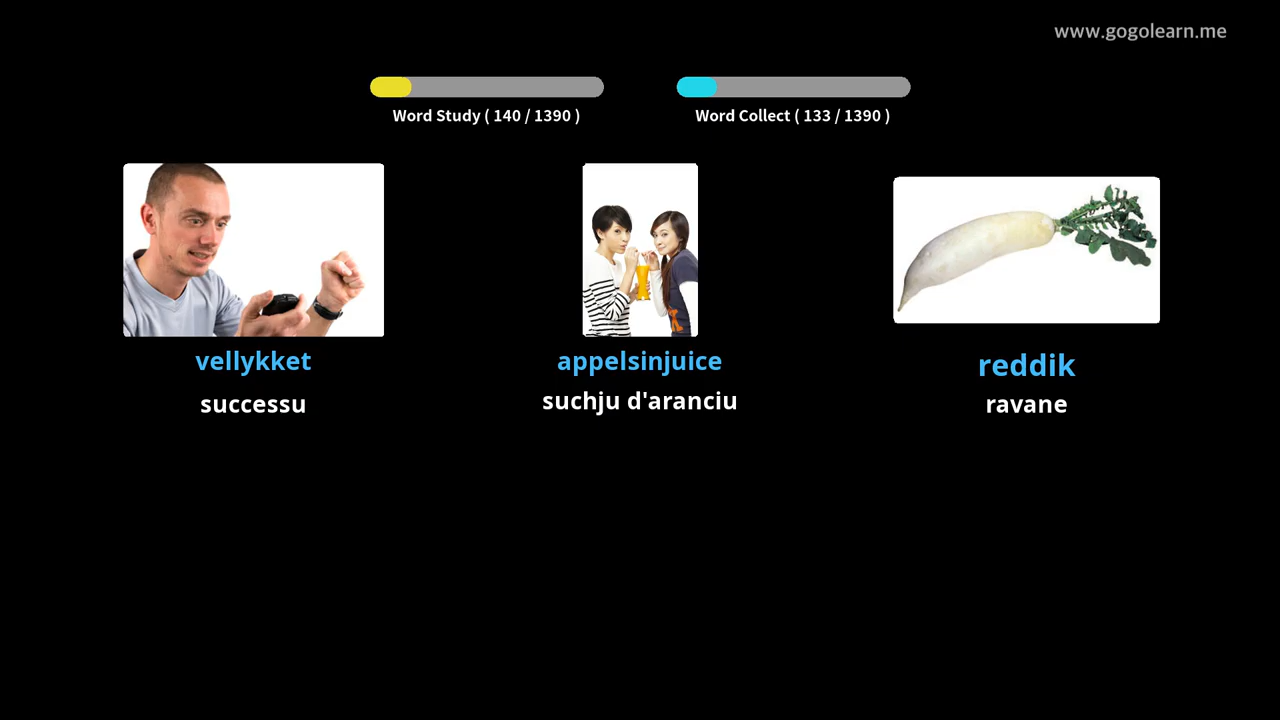 www.gogolearn.me
Word Study ( 140 / 1390 )
Word Collect ( 133 / 1390 )
vellykket
appelsinjuice
reddik
successu
suchju d'aranciu
ravane